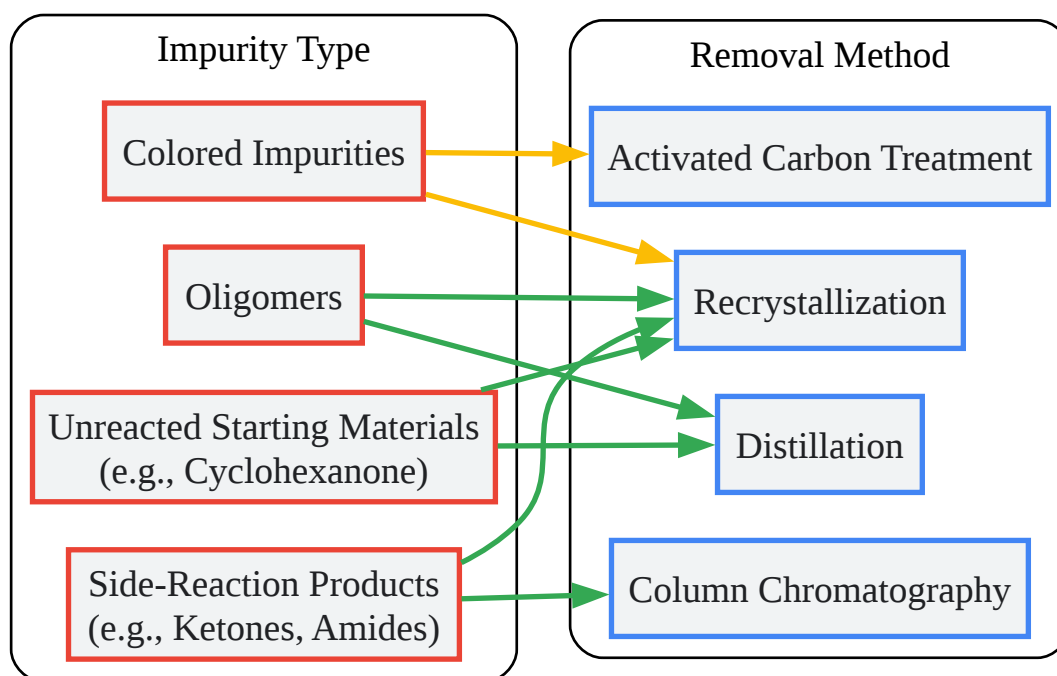 Impurity Type
Colored Impurities
Oligomers
Unreacted Starting Materials
(e.g., Cyclohexanone)
Side-Reaction Products
(e.g., Ketones, Amides)
Removal Method
Activated Carbon Treatment
Recrystallization
Distillation
Column Chromatography